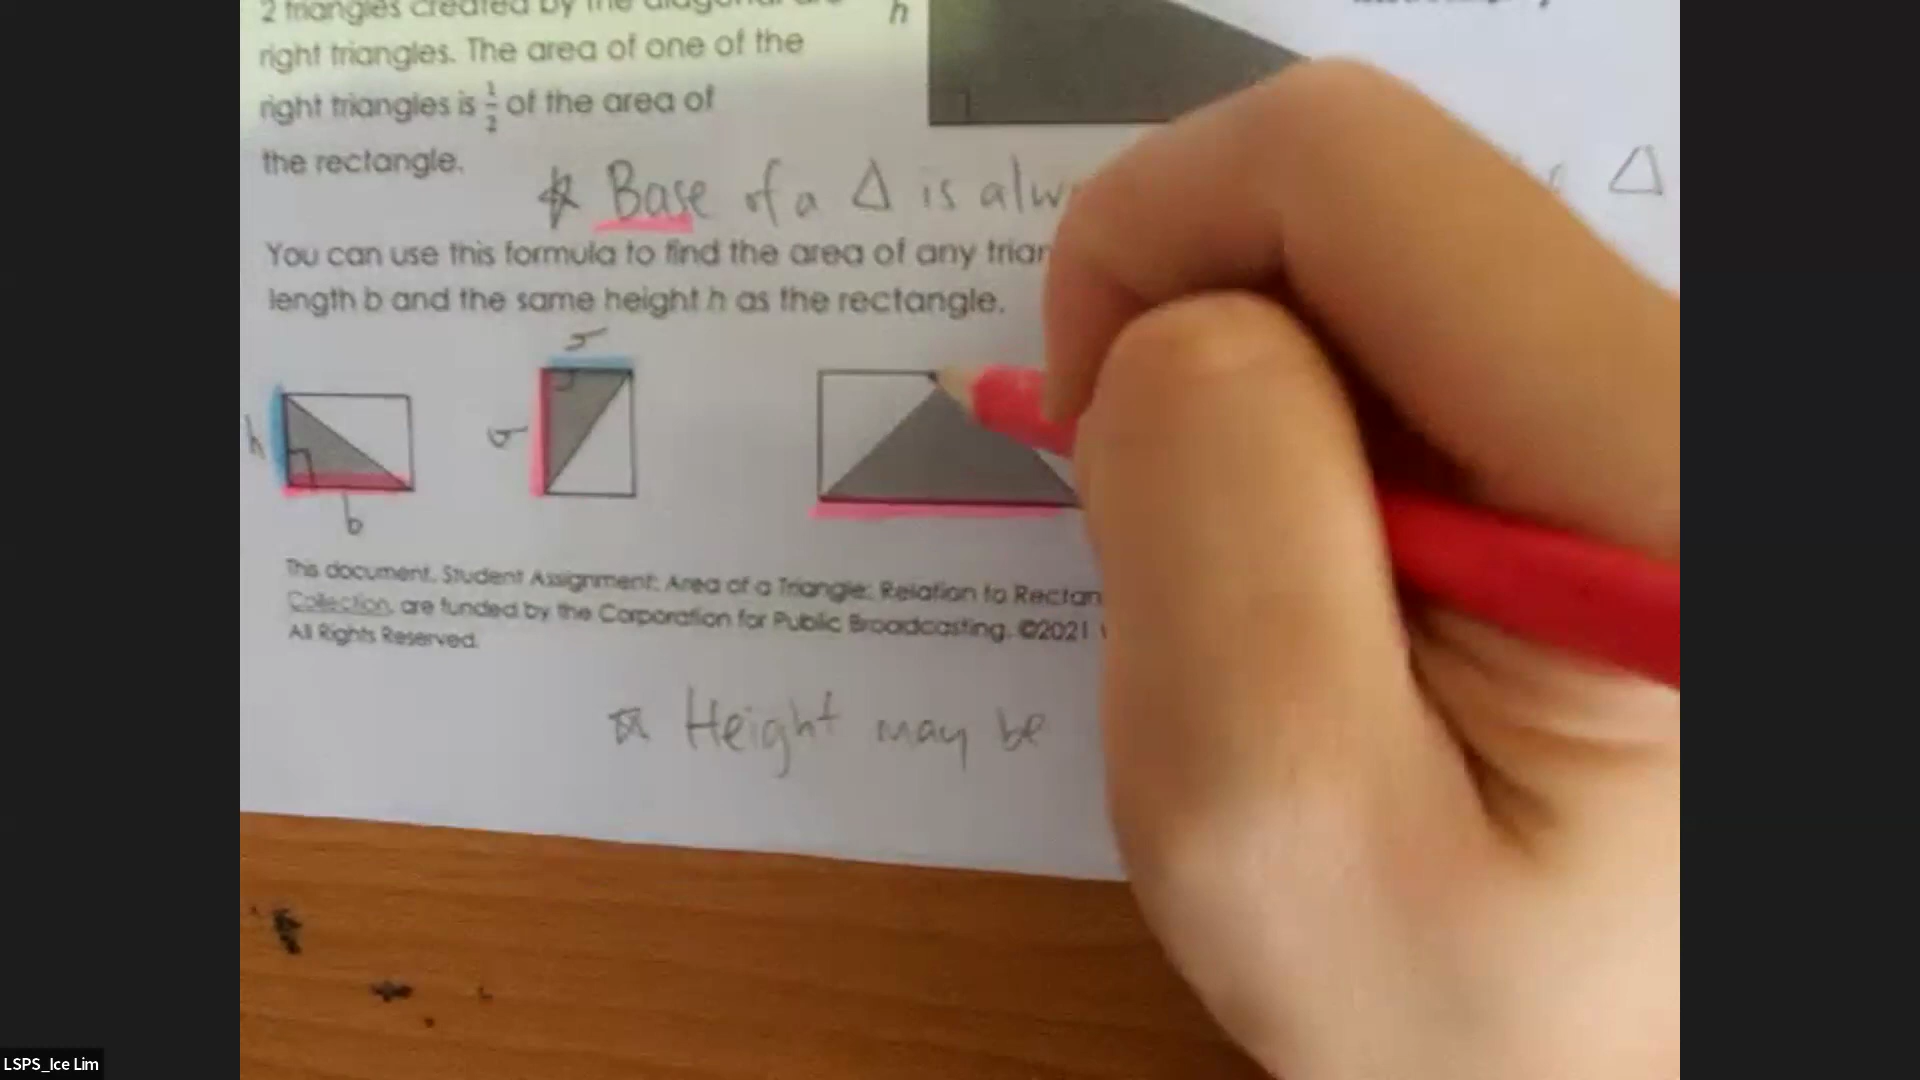 2 triangles created by the diagonal are
right triangles. The area of one of the
right triangles is 1/2 of the area of
the rectangle.
h
☆ Base of a △ is △
You can use this formula to find the area of any
length b and the same height h as the rectangle.
h
b
This document, Student Assignment: Area of a Triangle: Relation to
Collection, are funded by the Corporation for Public Broadcasting. ©2021
All Rights Reserved.
☆ Height may be
LSPS_Ice Lim